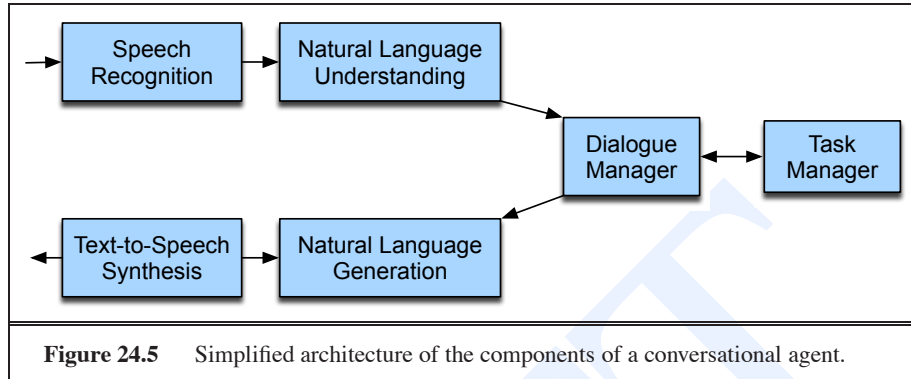 Speech
Recognition
Natural Language
Understanding
Dialogue
Manager
Task
Manager
Text-to-Speech
Synthesis
Natural Language
Generation
Figure 24.5 Simplified architecture of the components of a conversational agent.